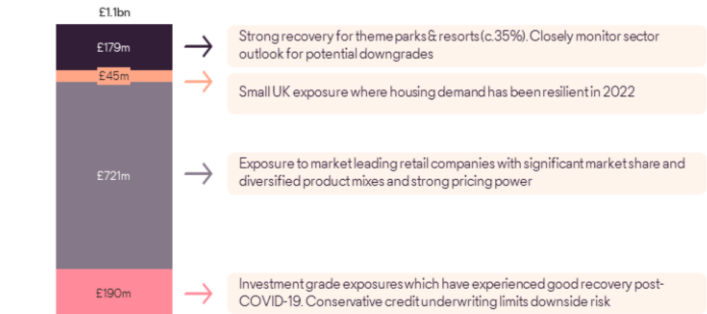 £1.1bn
£179m
Strong recovery for theme parks & resorts (c.35%). Closely monitor sector
outlook for potential downgrades
£45m
Small UK exposure where housing demand has been resilient in 2022
£721m
Exposure to market leading retail companies with significant market share and
diversified product mixes and strong pricing power
£190m
Investment grade exposures which have experienced good recovery post-
COVID-19. Conservative credit underwriting limits downside risk